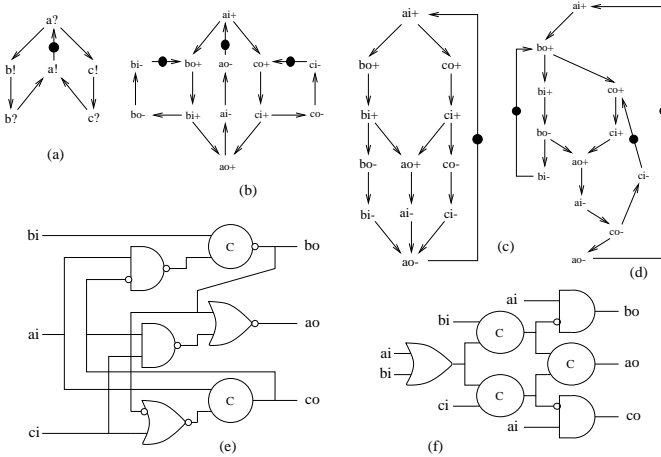 a?
b! a! c!
b? c?
(a)
ai+
bi- bo+ ao- co+ ci-
bo- bi+ ai- ci+ co-
ao+
(b)
ai+
bo+ co+
bi+ ci+
bo- ao+ co-
bi- ai- ci-
ao-
(c)
ai+
bo+
co+
bi+
bo- ci+
ao+
bi- ci-
ai-
co-
ao-
(d)
bi C bo
ai ao
C co
ci
(e)
ai bo
bi C
ai C ao
bi
ci C
ai co
(f)